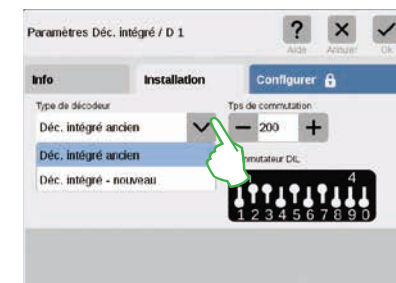 Paramètres Déc. intégré / D 1
?
Aide
Annuler
Ok
Info
Installation
Configurer
Type de décodeur
Tps de commutation
Déc. intégré ancien
200
Déc. intégré ancien
Déc. intégré - nouveau
DIL
4
1 2 3 4 5 6 7 8 9 0